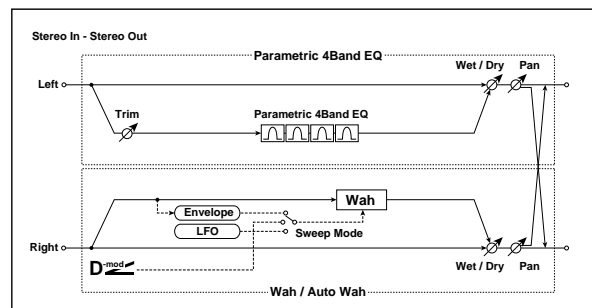 Stereo In - Stereo Out
Parametric 4Band EQ
Wet / Dry
Pan
Left
Trim
Parametric 4Band EQ
Wah
Envelope
LFO
Sweep Mode
Right
D-mod
Wet / Dry
Pan
Wah / Auto Wah